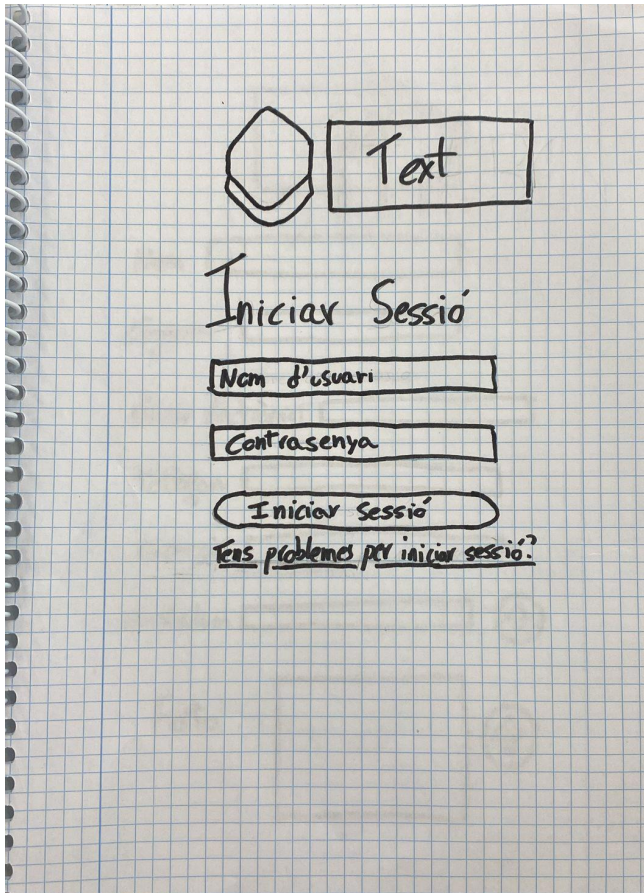 Text
Iniciar Sessió
Nom d'usuari
Contrasenya
Iniciar sessió
Tens problemes per iniciar sessió?